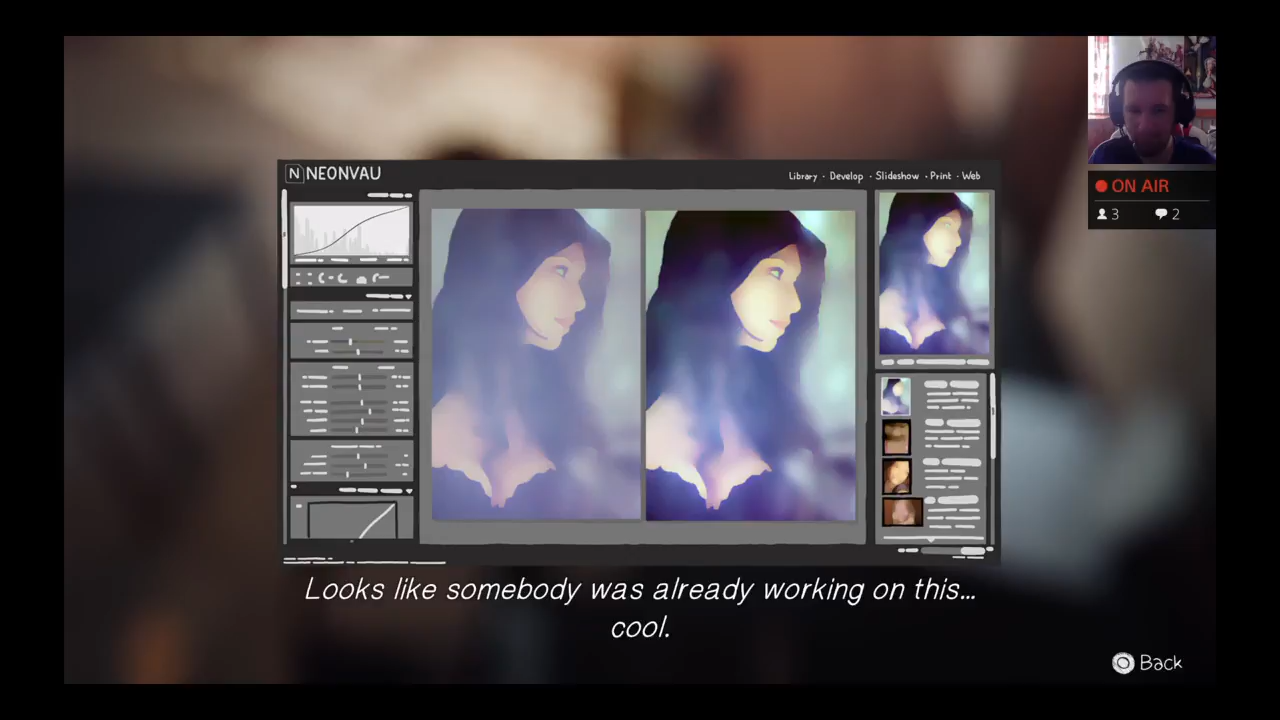 N NEONVAU
Library · Develop · Slideshow · Print · Web
ON AIR
3 2
Looks like somebody was already working on this...
cool.
Back